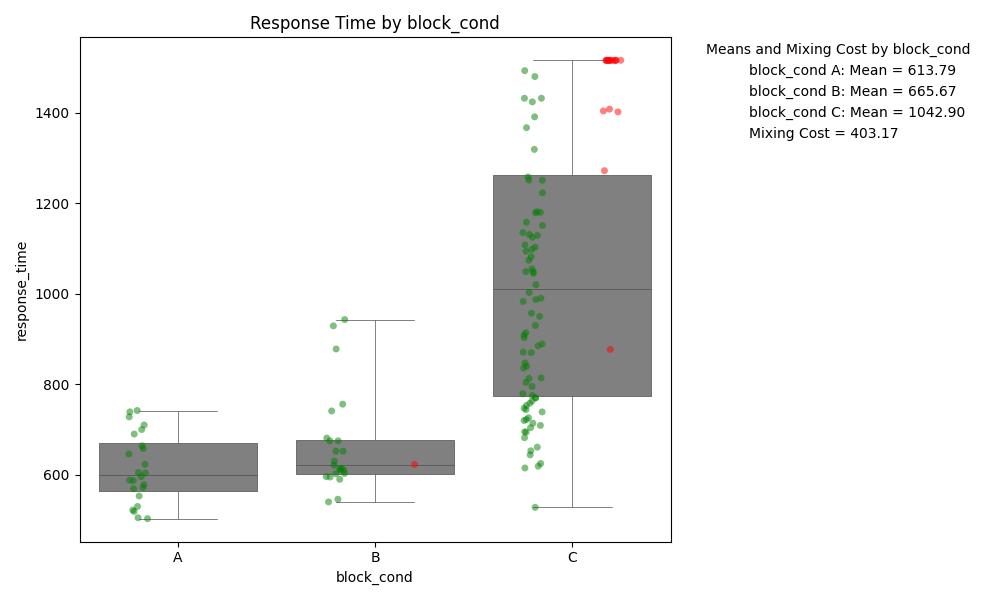 Response Time by block_cond
response_time
1400
1200
1000
800
600
A
B
C
block_cond
Means and Mixing Cost by block_cond
block_cond A: Mean = 613.79
block_cond B: Mean = 665.67
block_cond C: Mean = 1042.90
Mixing Cost = 403.17